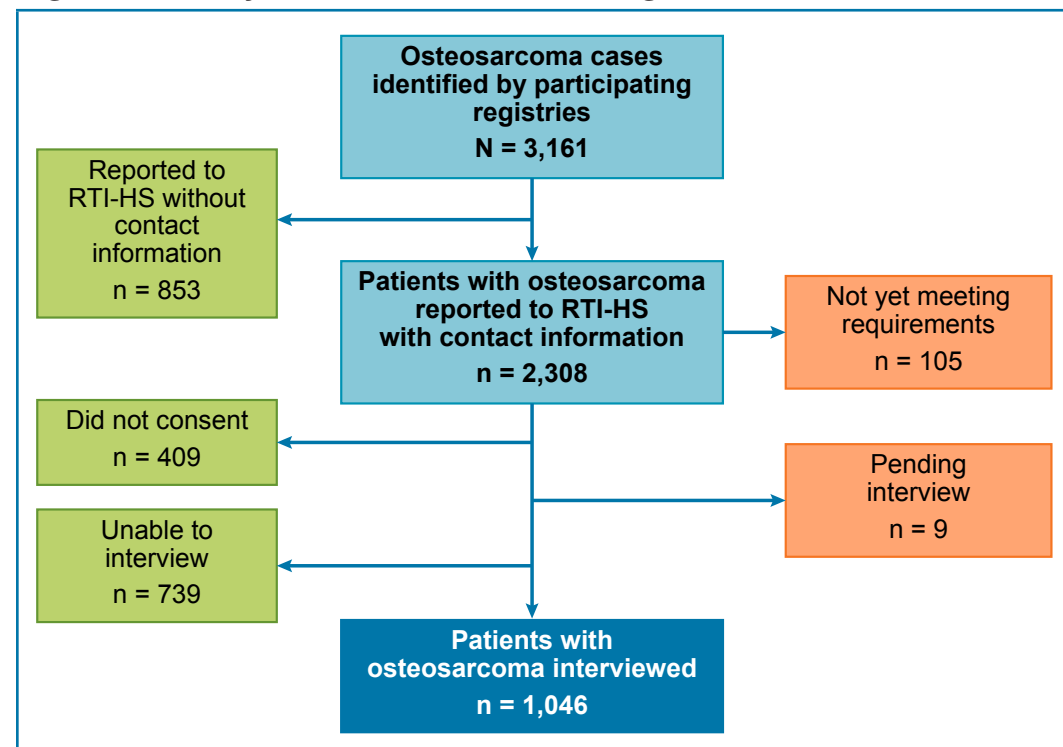 Osteosarcoma cases
identified by participating
registries
N = 3,161
Reported to
RTI-HS without
contact
information
n = 853
Patients with osteosarcoma
reported to RTI-HS
with contact information
n = 2,308
Not yet meeting
requirements
n = 105
Did not consent
n = 409
Pending
interview
n = 9
Unable to
interview
n = 739
Patients with
osteosarcoma interviewed
n = 1,046